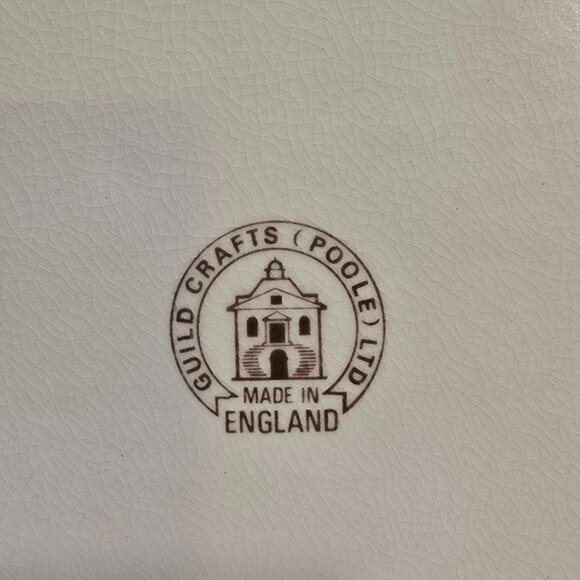 GUILD CRAFTS (POOLE) LTD
MADE IN
ENGLAND